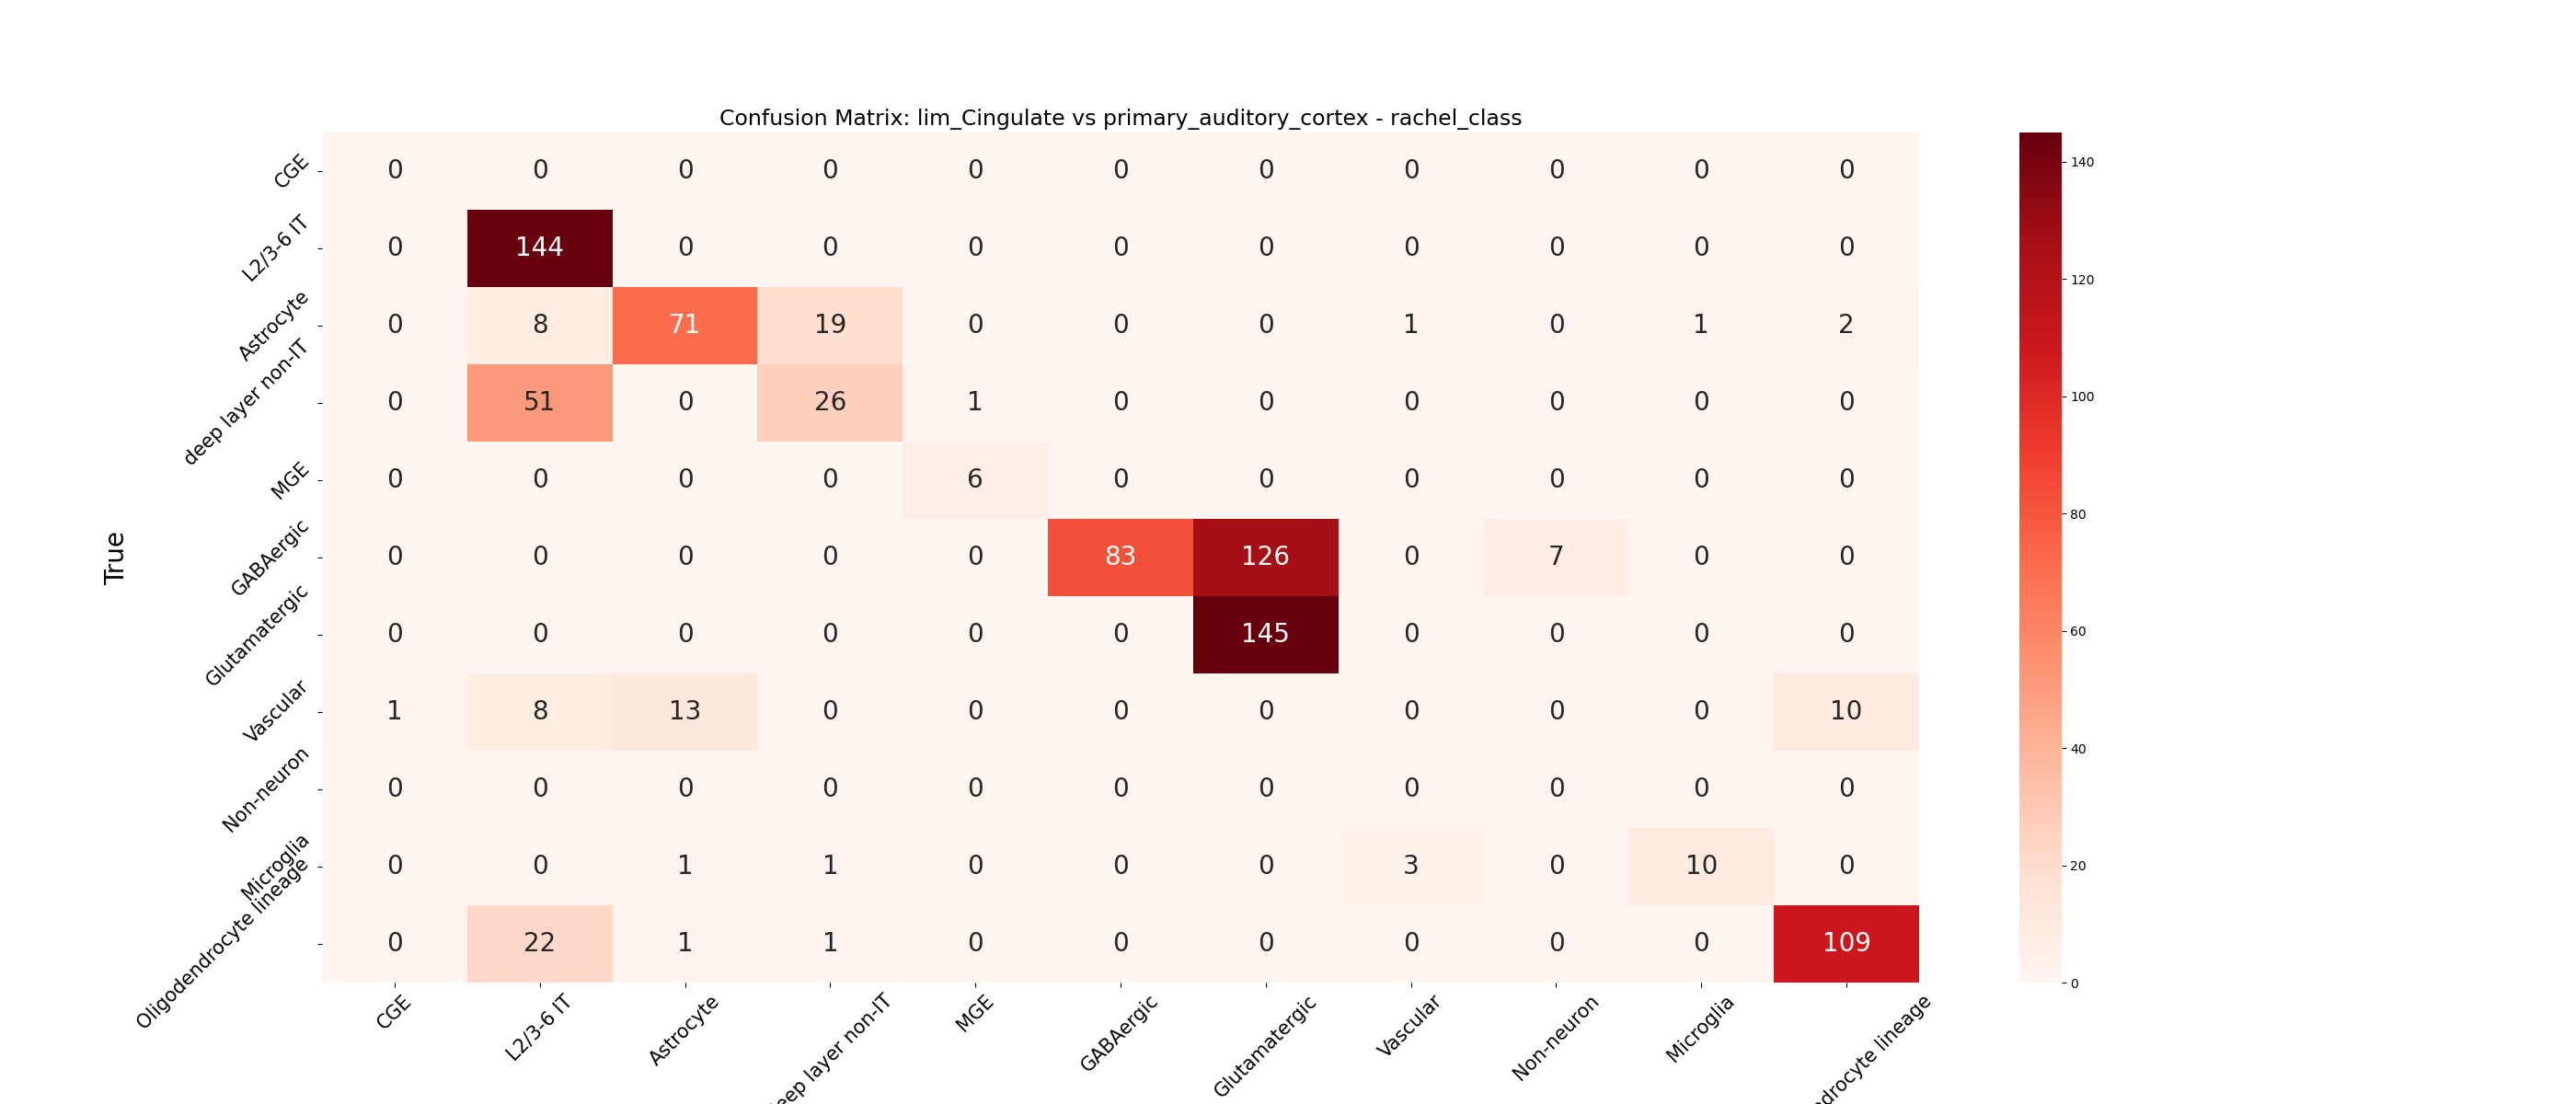 Confusion Matrix: lim_Cingulate vs primary_auditory_cortex - rachel_class
True
CGE 0 0 0 0 0 0 0 0 0 0 0
L2/3-6 IT 0 144 0 0 0 0 0 0 0 0 0
Astrocyte 0 8 71 19 0 0 0 1 0 1 2
deep layer non-IT 0 51 0 26 1 0 0 0 0 0 0
MGE 0 0 0 0 6 0 0 0 0 0 0
GABAergic 0 0 0 0 0 83 126 0 7 0 0
Glutamatergic 0 0 0 0 0 0 145 0 0 0 0
Vascular 1 8 13 0 0 0 0 0 0 0 10
Non-neuron 0 0 0 0 0 0 0 0 0 0 0
Microglia 0 0 1 1 0 0 0 3 0 10 0
Oligodendrocyte lineage 0 22 1 1 0 0 0 0 0 0 109
CGE
L2/3-6 IT
Astrocyte
eep layer non-IT
MGE
GABAergic
Glutamatergic
Vascular
Non-neuron
Microglia
drocyte lineage
140
120
100
80
60
40
20
0